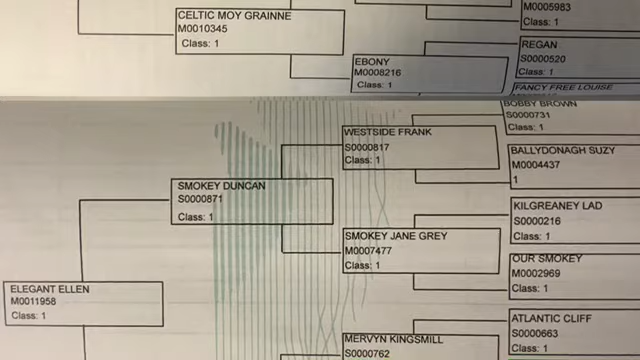 M0005983
CELTIC MOY GRAINNE
M0010345
Class: 1
REGAN
S0000520
Class: 1
EBONY
M0008216
Class: 1
FANCY FREE LOUISE
BOBBY BROWN
S0000731
Class: 1
WESTSIDE FRANK
S0000817
Class: 1
BALLYDONAGH SUZY
M0004437
1
SMOKEY DUNCAN
S0000871
Class: 1
KILGREANEY LAD
S0000216
Class: 1
SMOKEY JANE GREY
M0007477
Class: 1
OUR SMOKEY
M0002969
Class: 1
ELEGANT ELLEN
M0011958
Class: 1
ATLANTIC CLIFF
S0000663
Class: 1
MERVYN KINGSMILL
S0000762